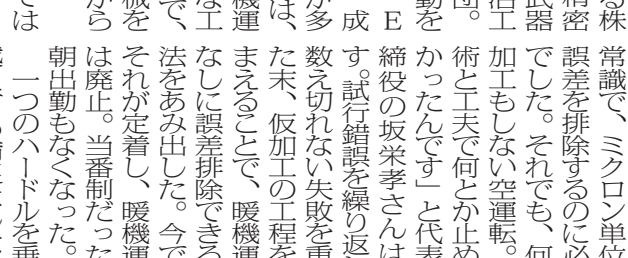 る株
精密
武器
治工
団。
動を
E
成
が多
は、
機運
な工
で、
械を
から
では
常識で、ミクロン単位
誤差を排除するのに必
でした。それでも、何
加工もしない空運転。
術と工夫で何とか止め
かったんです」と代表
締役の坂栄孝さんは
す。試行錯誤を繰り返
数え切れない失敗を重
た末、仮加工の工程を
まえることで、暖機運
なしに誤差排除できる
法をあみ出した。今で
それが定着し、暖機運
は廃止。当番制だった
朝出勤もなくなった。
一つのハードルを乗